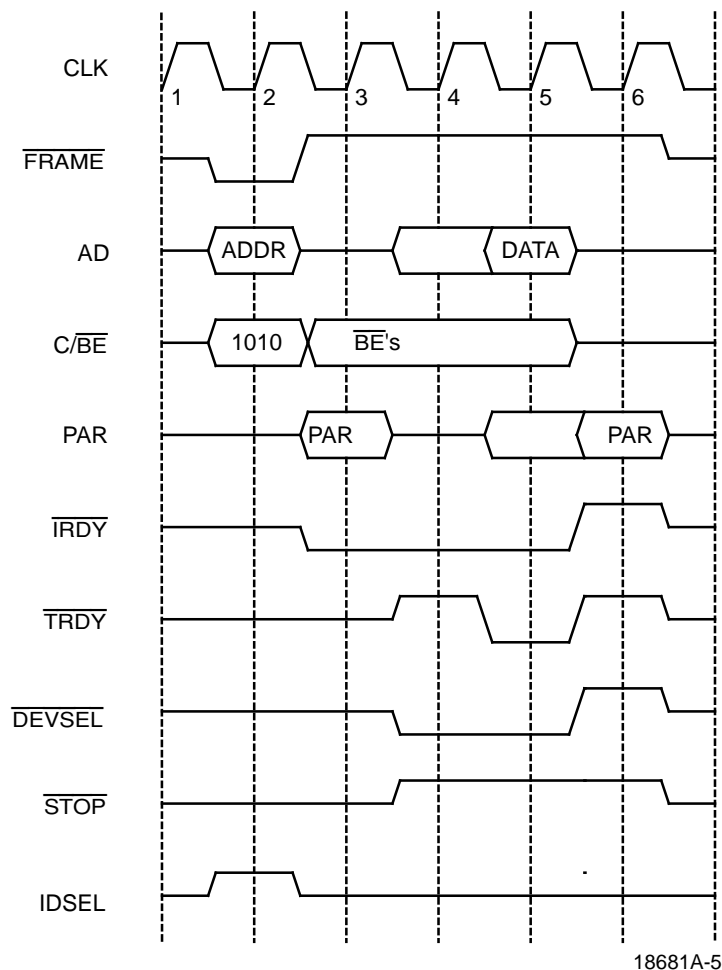 CLK
1 2 3 4 5 6
FRAME
AD ADDR DATA
C/BE 1010 BE's
PAR PAR PAR
IRDY
TRDY
DEVSEL
STOP
IDSEL
18681A-5